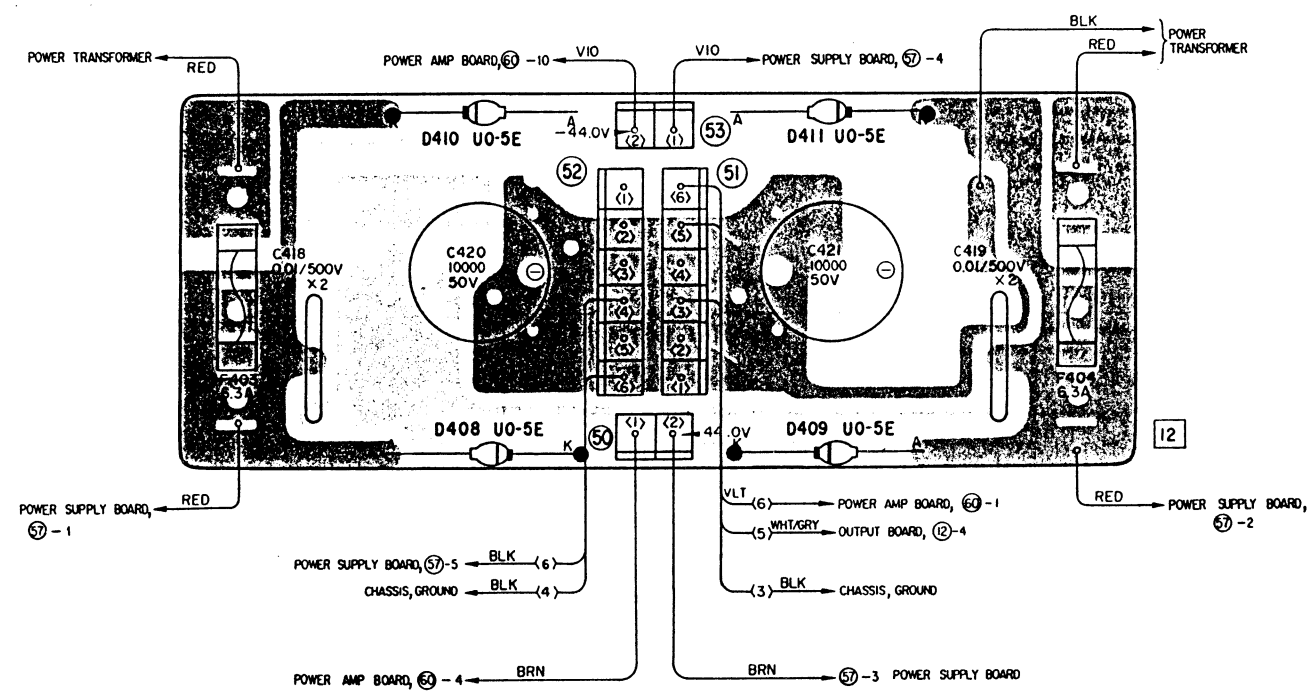 BLK
POWER TRANSFORMER
RED
POWER AMP BOARD, 60 -10
VIO
VIO
POWER SUPPLY BOARD, 57 -4
RED
POWER
TRANSFORMER
D410 UO-5E
A
-44.0V
(2)
(1)
53
A
D411 UO-5E
52
51
(1)
(6)
(2)
(5)
C418
0.01/500V
×2
C420
10000
50V
(3)
(4)
C421
10000
50V
C419
0.01/500V
×2
(4)
(3)
(5)
(2)
F403
6.3A
(6)
(1)
F404
6.3A
D408 UO-5E
K
50
(1)
(2)
44.0V
K
D409 UO-5E
A
A
12
POWER SUPPLY BOARD,
57 -1
RED
VLT
(6)
POWER AMP BOARD, 60 -1
RED
POWER SUPPLY BOARD,
57 -2
(5) WHT/GRY
OUTPUT BOARD, 12 -4
POWER SUPPLY BOARD, 57 -5
BLK
(6)
CHASSIS, GROUND
BLK
(4)
(3) BLK
CHASSIS, GROUND
POWER AMP BOARD, 60 -4
BRN
BRN
57 -3 POWER SUPPLY BOARD